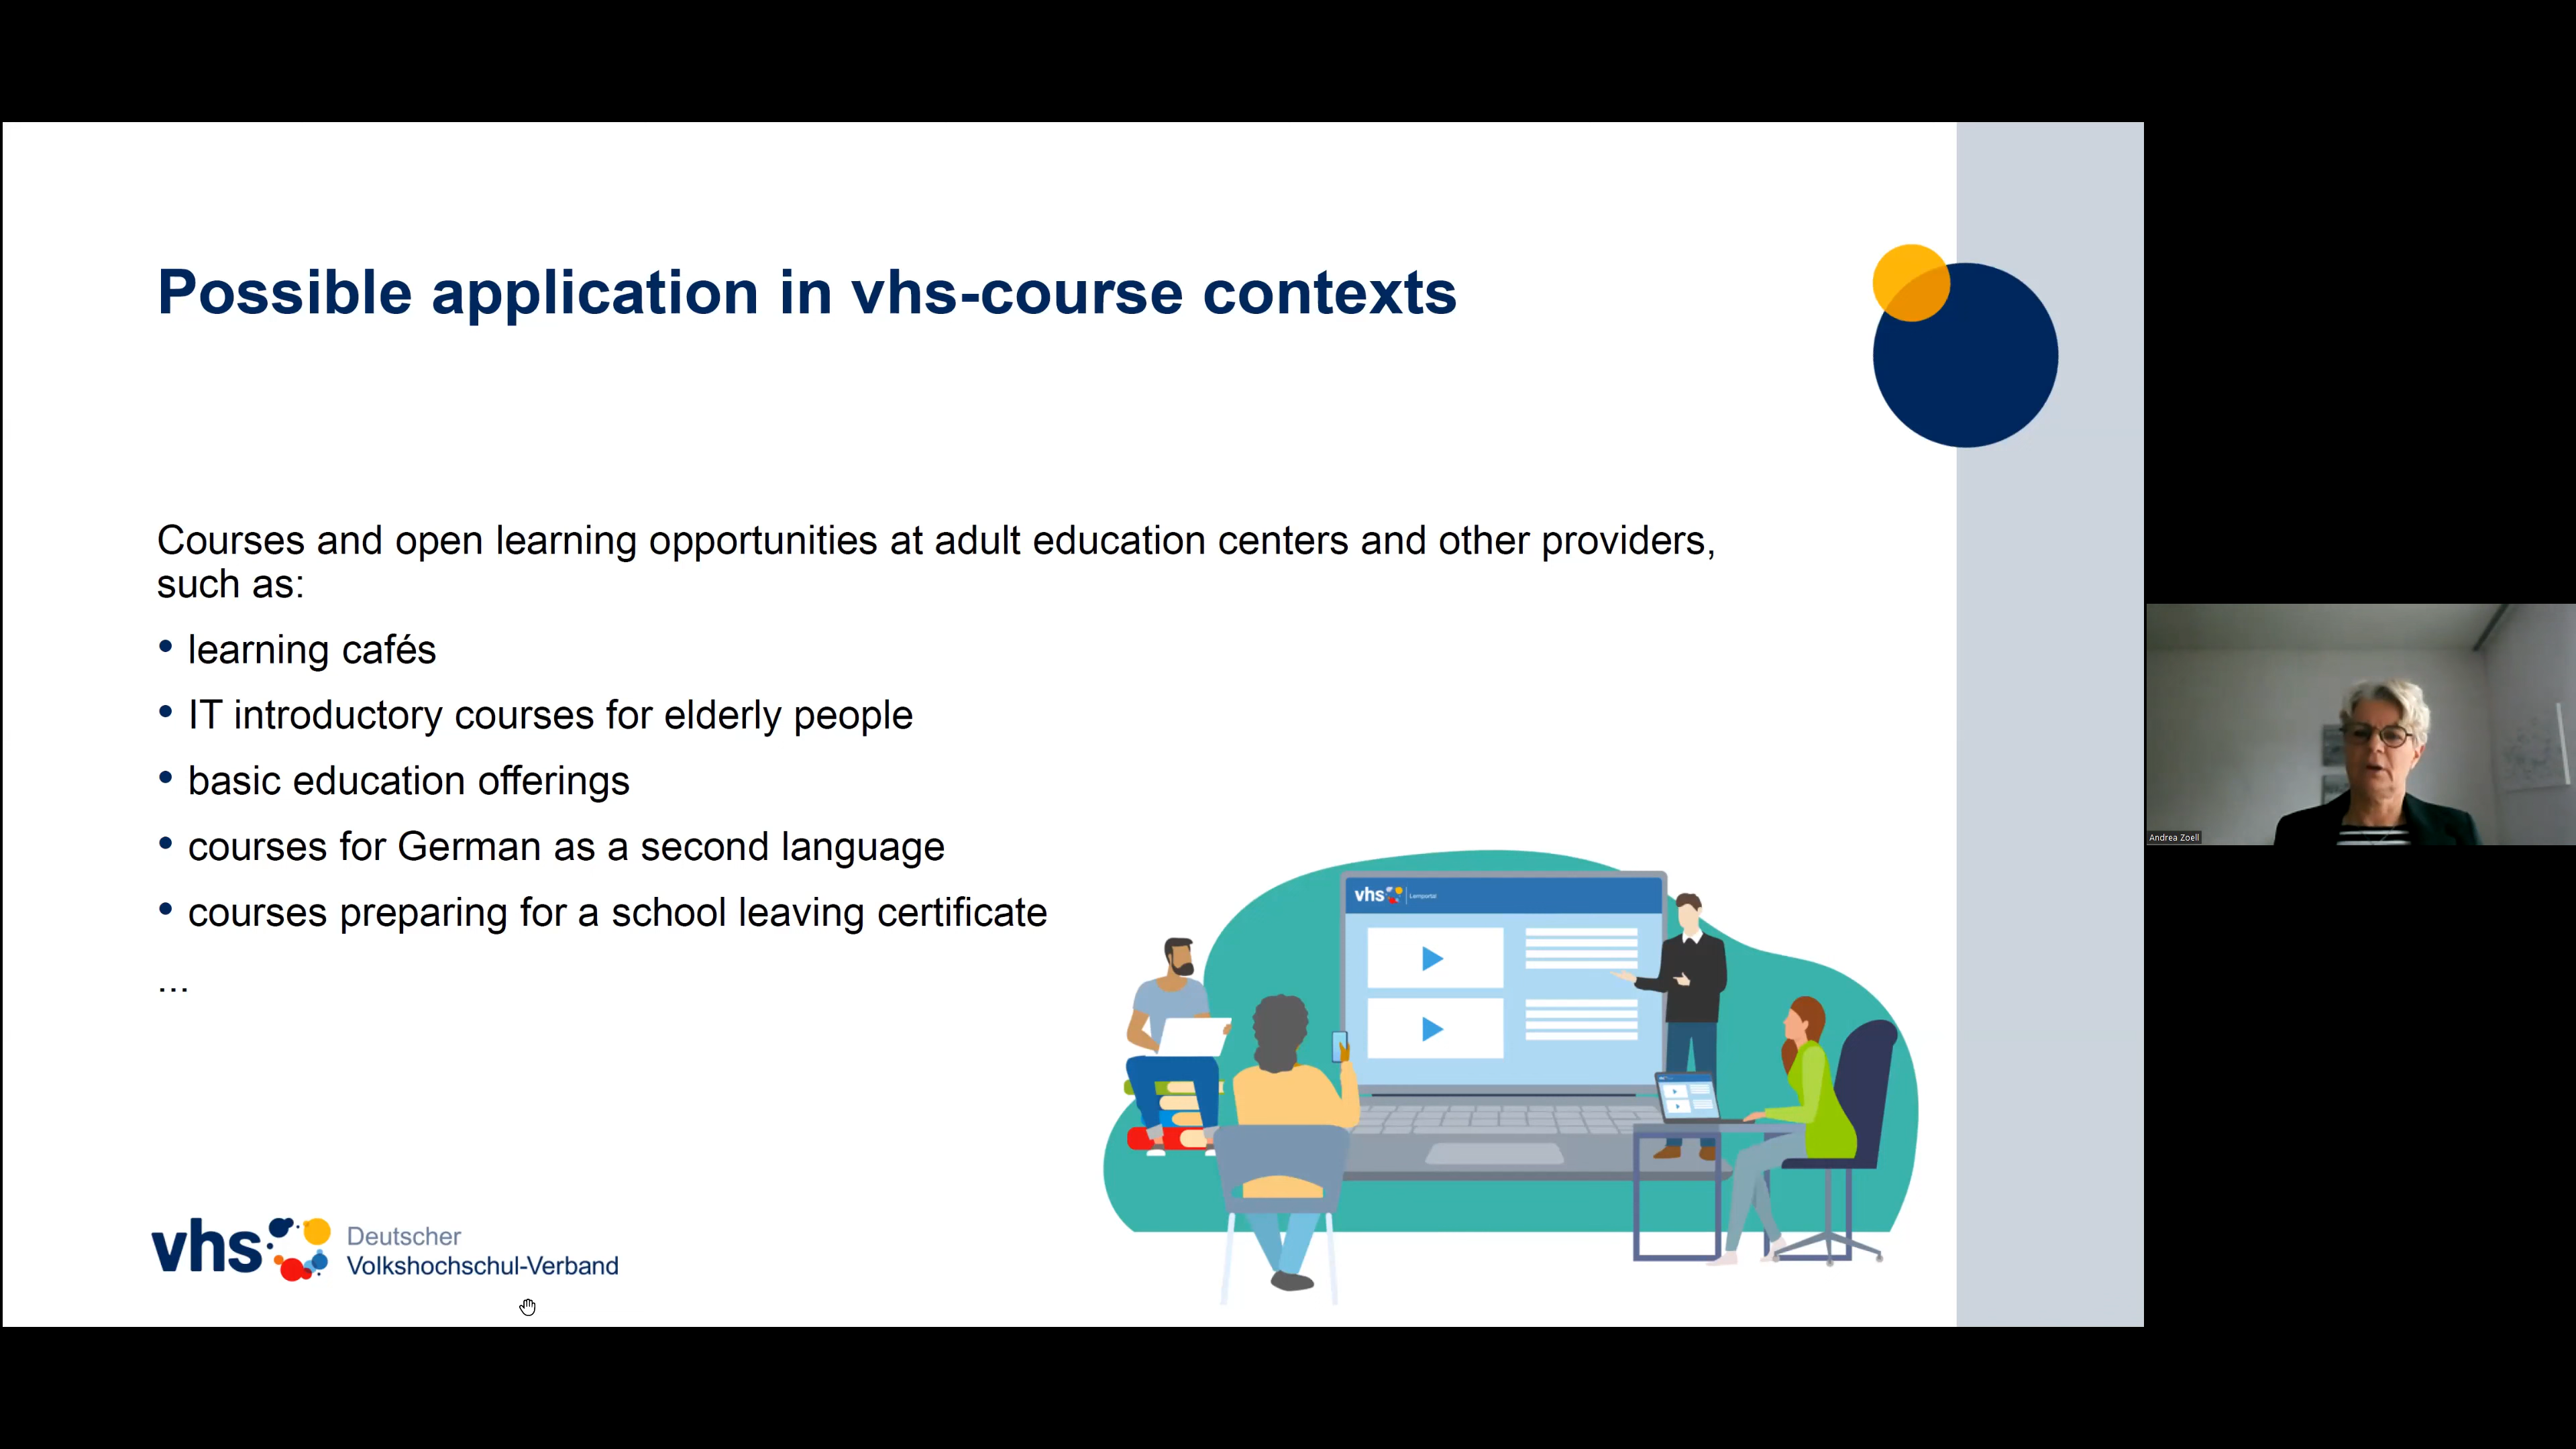 Possible application in vhs-course contexts
Courses and open learning opportunities at adult education centers and other providers,
such as:
• learning cafés
• IT introductory courses for elderly people
• basic education offerings
• courses for German as a second language
• courses preparing for a school leaving certificate
...
vhs Lernportal
vhs Deutscher
Volkshochschul-Verband
Andrea Zoell